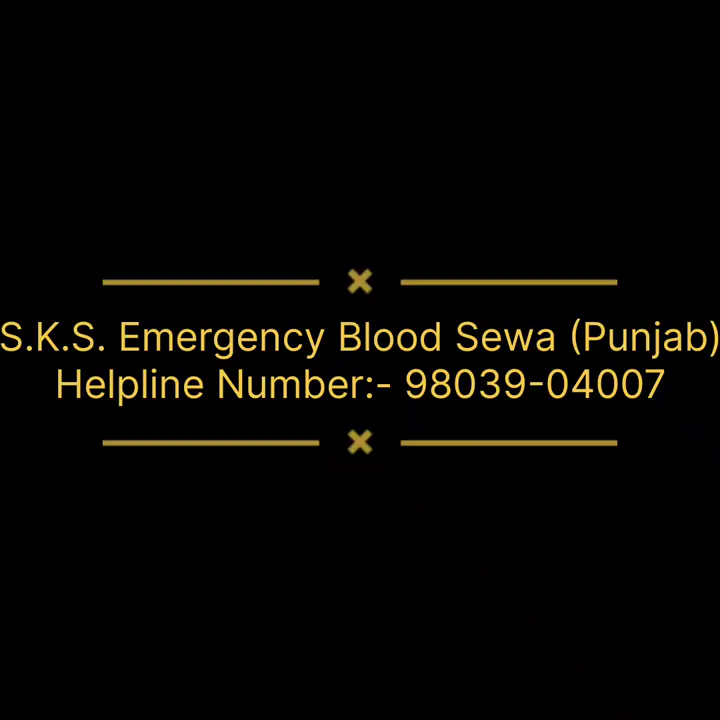 S.K.S. Emergency Blood Sewa (Punjab)
Helpline Number:- 98039-04007